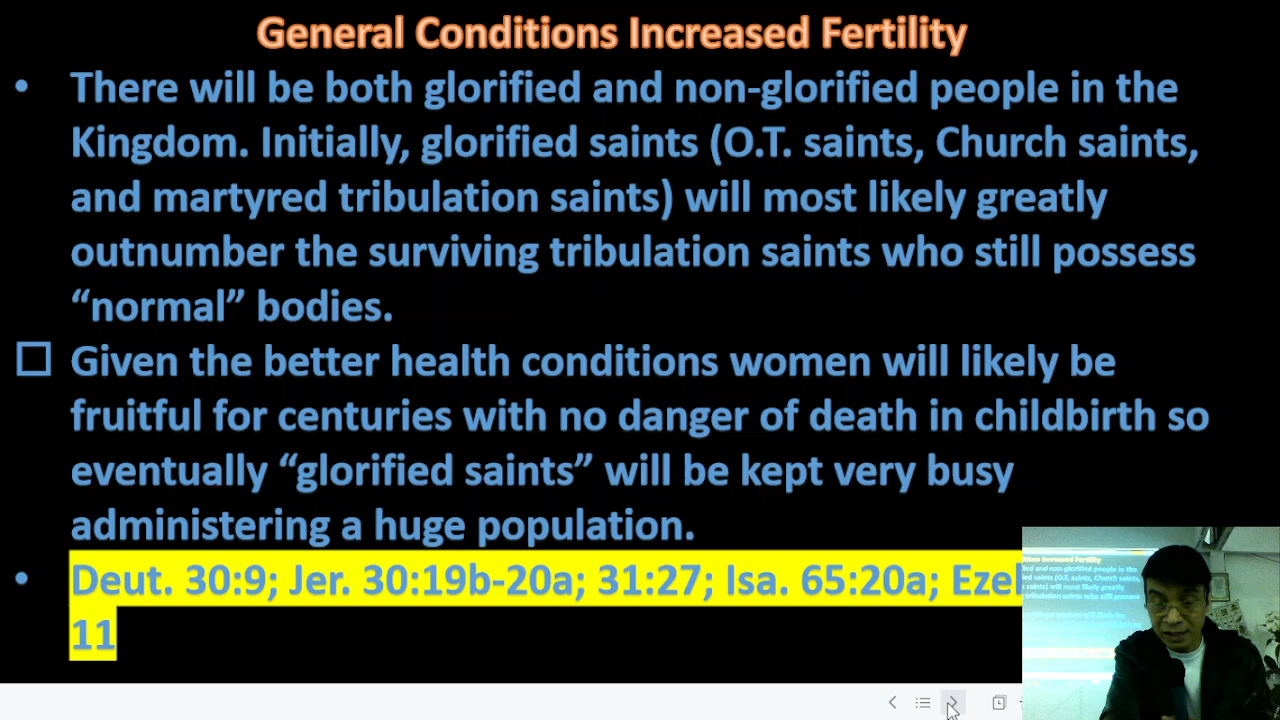 General Conditions Increased Fertility
• There will be both glorified and non-glorified people in the
Kingdom. Initially, glorified saints (O.T. saints, Church saints,
and martyred tribulation saints) will most likely greatly
outnumber the surviving tribulation saints who still possess
“normal” bodies.
☐ Given the better health conditions women will likely be
fruitful for centuries with no danger of death in childbirth so
eventually “glorified saints” will be kept very busy
administering a huge population.
• Deut. 30:9; Jer. 30:19b-20a; 31:27; Isa. 65:20a;
11